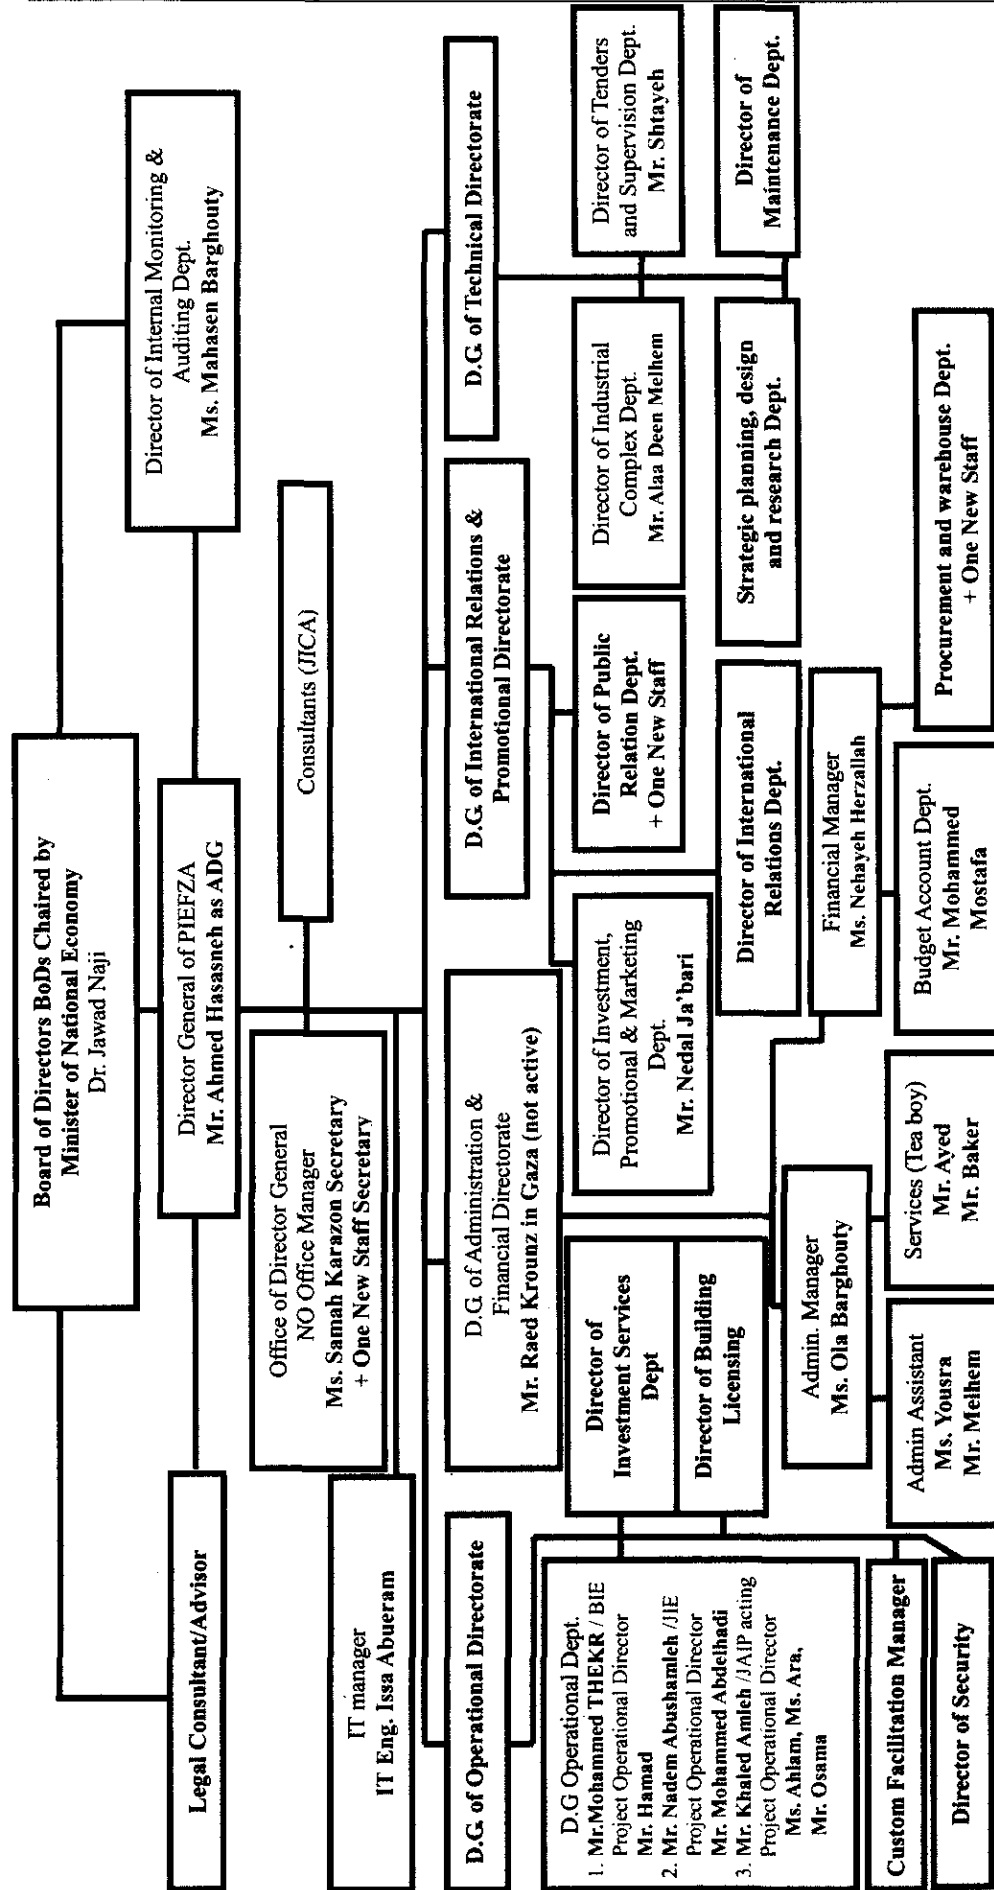 Board of Directors BoDs Chaired by
Minister of National Economy
Dr. Jawad Naji
Legal Consultant/Advisor
Director General of PIEFZA
Mr. Ahmed Hasasneh as ADG
Director of Internal Monitoring &
Auditing Dept.
Ms. Mahasen Barghouty
Office of Director General
NO Office Manager
Ms. Samah Karazon Secretary
+ One New Staff Secretary
Consultants (JICA)
IT manager
IT Eng. Issa Abueram
D.G. of Operational Directorate
D.G. of Administration &
Financial Directorate
Mr. Raed Krounz in Gaza (not active)
D.G. of International Relations &
Promotional Directorate
D.G. of Technical Directorate
D.G Operational Dept.
1. Mr.Mohammed THEKR / BIE
Project Operational Director
Mr. Hamad
2. Mr. Nadem Abushamleh /JIE
Project Operational Director
Mr. Mohammed Abdelhadi
3. Mr. Khaled Amleh /JAIP acting
Project Operational Director
Ms. Ahlam, Ms. Ara,
Mr. Osama
Director of
Investment Services
Dept
Director of Building
Licensing
Director of Investment,
Promotional & Marketing
Dept.
Mr. Nedal Ja'bari
Director of Public
Relation Dept.
+ One New Staff
Director of Industrial
Complex Dept.
Mr. Alaa Deen Melhem
Director of Tenders
and Supervision Dept.
Mr. Shtayeh
Director of International
Relations Dept.
Strategic planning, design
and research Dept.
Director of
Maintenance Dept.
Custom Facilitation Manager
Director of Security
Admin. Manager
Ms. Ola Barghouty
Financial Manager
Ms. Nehayeh Herzallah
Admin Assistant
Ms. Yousra
Mr. Melhem
Services (Tea boy)
Mr. Ayed
Mr. Baker
Budget Account Dept.
Mr. Mohammed
Mostafa
Procurement and warehouse Dept.
+ One New Staff